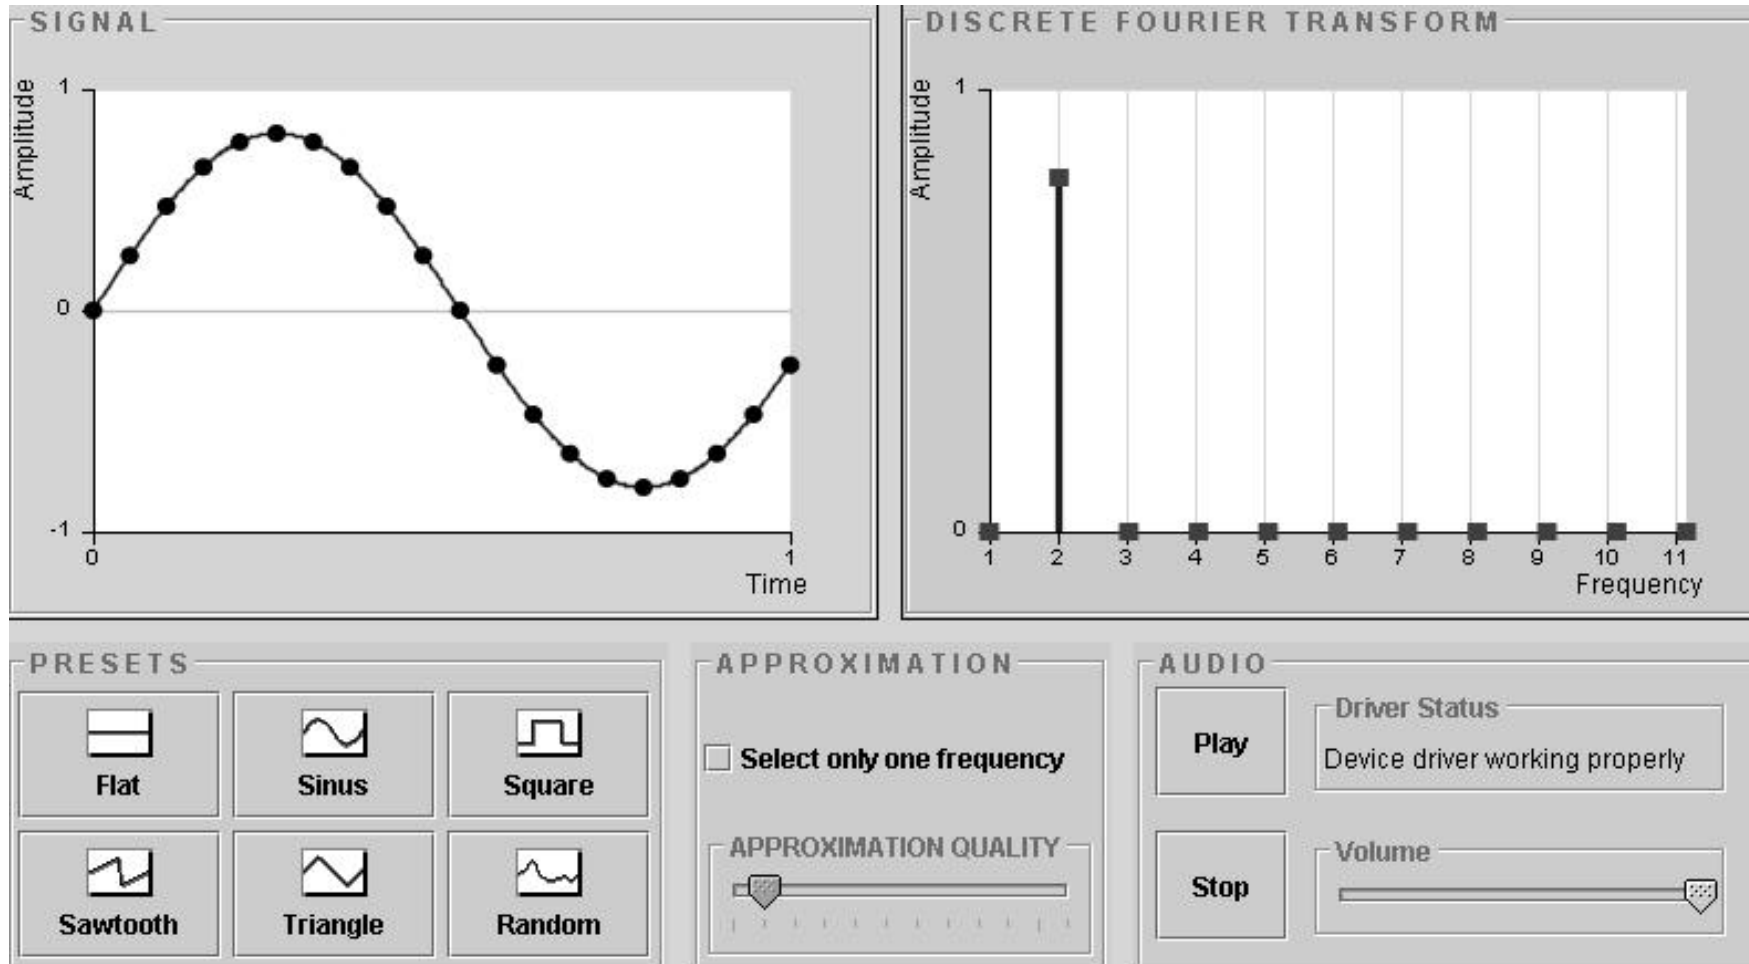 SIGNAL
Amplitude
1
0
-1
0
1
Time
DISCRETE FOURIER TRANSFORM
Amplitude
1
0
1 2 3 4 5 6 7 8 9 10 11
Frequency
PRESETS
Flat
Sinus
Square
Sawtooth
Triangle
Random
APPROXIMATION
Select only one frequency
APPROXIMATION QUALITY
AUDIO
Play
Driver Status
Device driver working properly
Stop
Volume